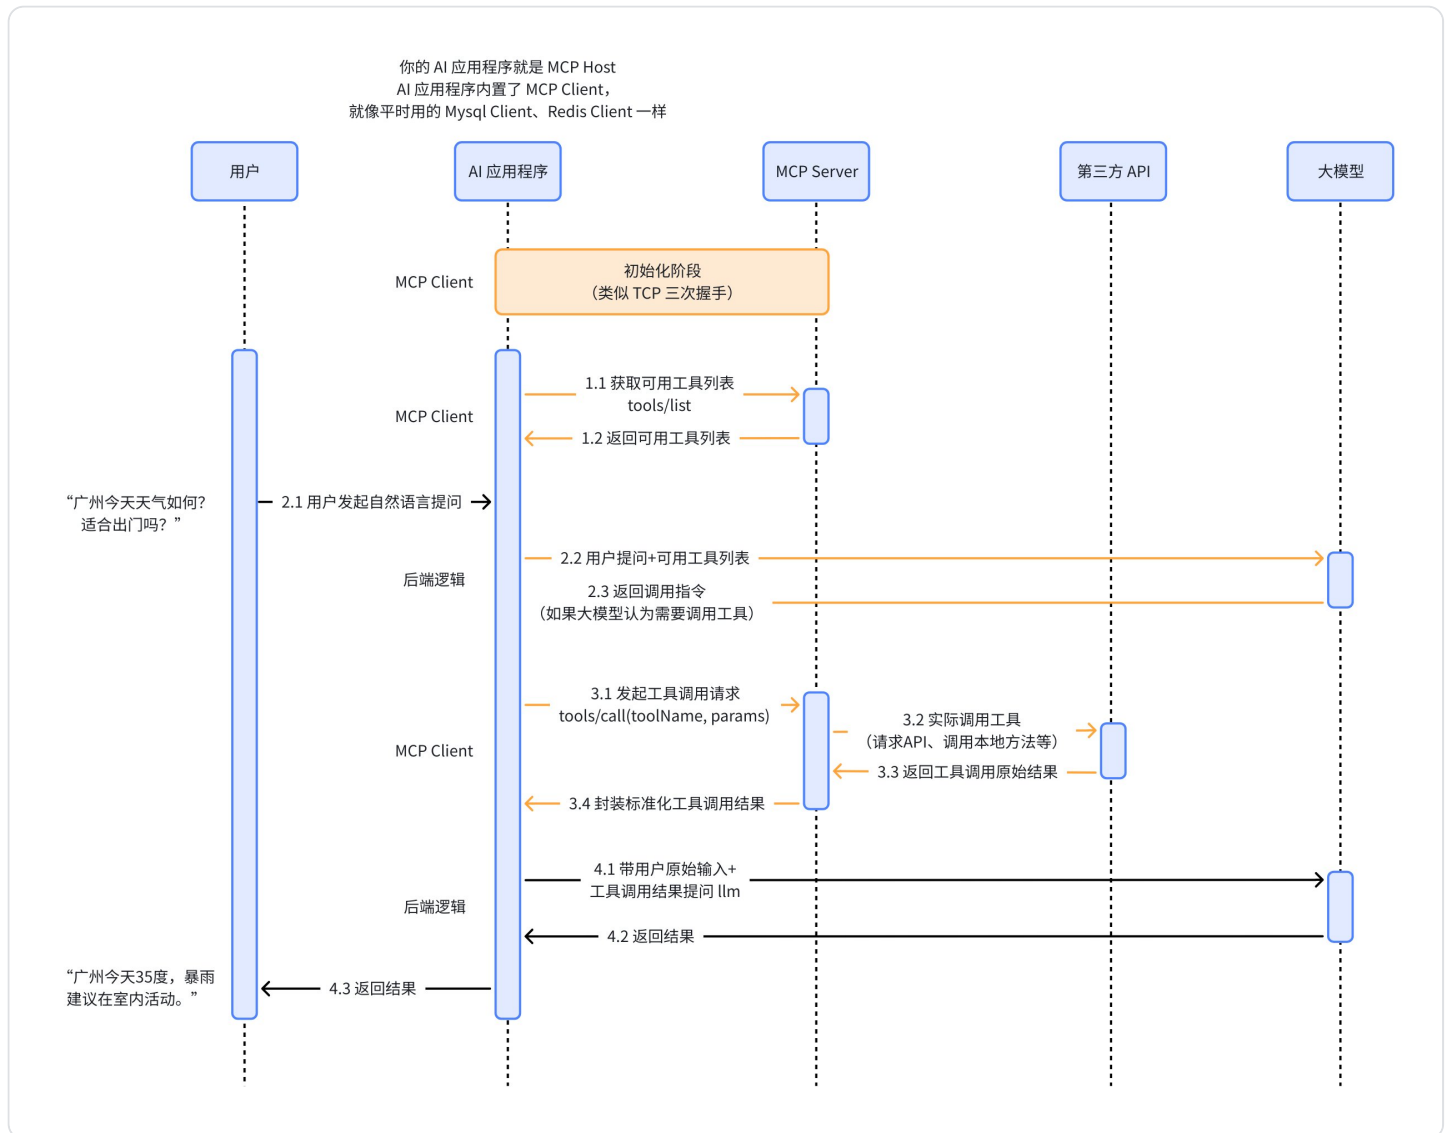 你的 AI 应用程序就是 MCP Host
AI 应用程序内置了 MCP Client，
就像平时用的 Mysql Client、Redis Client 一样
用户
AI 应用程序
MCP Server
第三方 API
大模型
MCP Client
初始化阶段
（类似 TCP 三次握手）
MCP Client
1.1 获取可用工具列表
tools/list
1.2 返回可用工具列表
“广州今天天气如何？
适合出门吗？”
2.1 用户发起自然语言提问
后端逻辑
2.2 用户提问+可用工具列表
2.3 返回调用指令
（如果大模型认为需要调用工具）
MCP Client
3.1 发起工具调用请求
tools/call(toolName, params)
3.2 实际调用工具
（请求API、调用本地方法等）
3.3 返回工具调用原始结果
3.4 封装标准化工具调用结果
后端逻辑
4.1 带用户原始输入+
工具调用结果提问 llm
4.2 返回结果
“广州今天35度，暴雨
建议在室内活动。”
4.3 返回结果